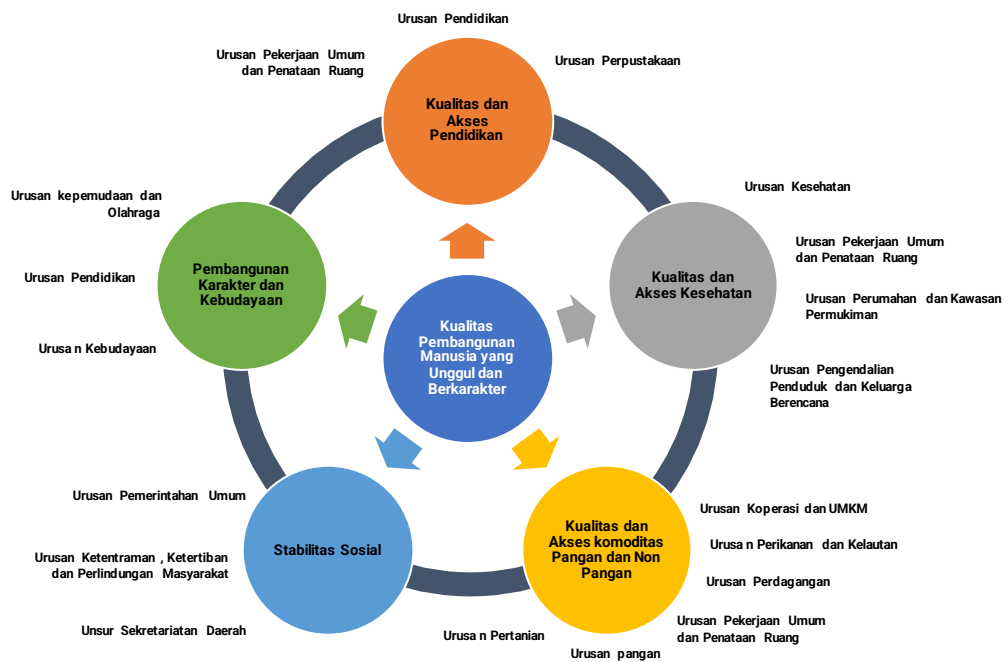 Urusan Pendidikan
Urusan Pekerjaan Umum
dan Penataan Ruang
Urusan Perpustakaan
Kualitas dan
Akses
Pendidikan
Urusan Kesehatan
Urusan Pekerjaan Umum
dan Penataan Ruang
Urusan Perumahan dan Kawasan
Permukiman
Urusan Pengendalian
Penduduk dan Keluarga
Berencana
Kualitas dan
Akses Kesehatan
Urusan kepemudaan dan
Olahraga
Urusan Pendidikan
Urusa n Kebudayaan
Pembangunan
Karakter dan
Kebudayaan
Kualitas
Pembangunan
Manusia yang
Unggul dan
Berkarakter
Urusan Pemerintahan Umum
Urusan Ketentraman , Ketertiban
dan Perlindungan Masyarakat
Unsur Sekretariatan Daerah
Stabilitas Sosial
Kualitas dan
Akses komoditas
Pangan dan Non
Pangan
Urusan Koperasi dan UMKM
Urusa n Perikanan dan Kelautan
Urusan Perdagangan
Urusan Pekerjaan Umum
dan Penataan Ruang
Urusa n Pertanian
Urusan pangan